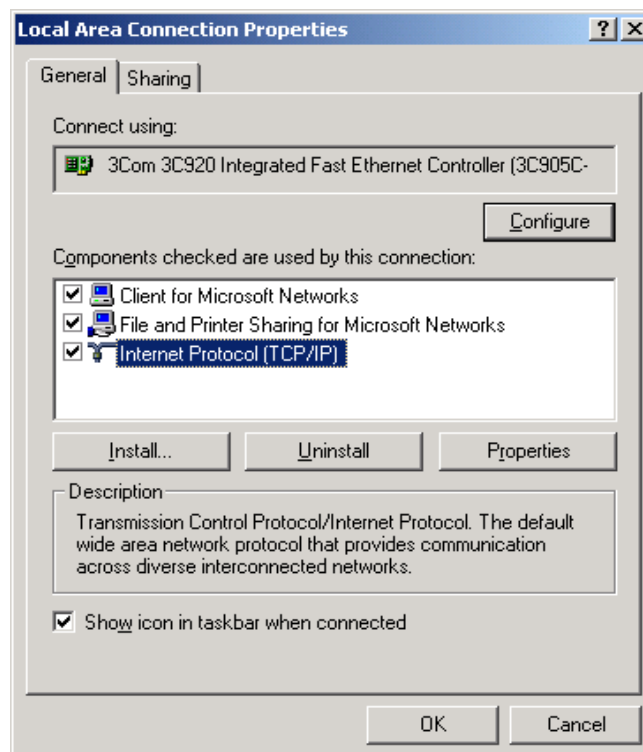 Local Area Connection Properties
General
Sharing
Connect using:
3Com 3C920 Integrated Fast Ethernet Controller (3C905C-
Configure
Components checked are used by this connection:
Client for Microsoft Networks
File and Printer Sharing for Microsoft Networks
Internet Protocol (TCP/IP)
Install...
Uninstall
Properties
Description
Transmission Control Protocol/Internet Protocol. The default
wide area network protocol that provides communication
across diverse interconnected networks.
Show icon in taskbar when connected
OK
Cancel